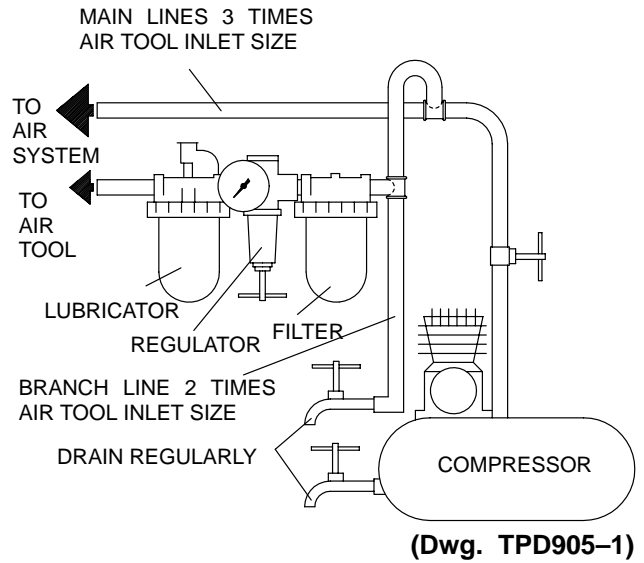 MAIN LINES 3 TIMES
AIR TOOL INLET SIZE
TO
AIR
SYSTEM
TO
AIR
TOOL
LUBRICATOR
REGULATOR
FILTER
BRANCH LINE 2 TIMES
AIR TOOL INLET SIZE
DRAIN REGULARLY
COMPRESSOR
(Dwg. TPD905–1)